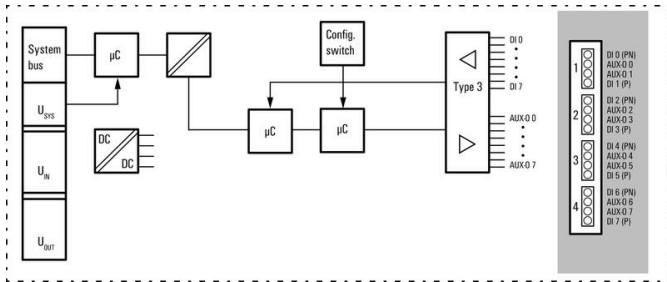 System
bus
µC
Config.
switch
DI 0
DI 7
Type 3
U_SYS
µC
µC
AUX-O 0
AUX-O 7
DC
DC
U_IN
U_OUT
1
DI 0 (PN)
AUX-O 0
AUX-O 1
DI 1 (P)
2
DI 2 (PN)
AUX-O 2
AUX-O 3
DI 3 (P)
3
DI 4 (PN)
AUX-O 4
AUX-O 5
DI 5 (P)
4
DI 6 (PN)
AUX-O 6
AUX-O 7
DI 7 (P)